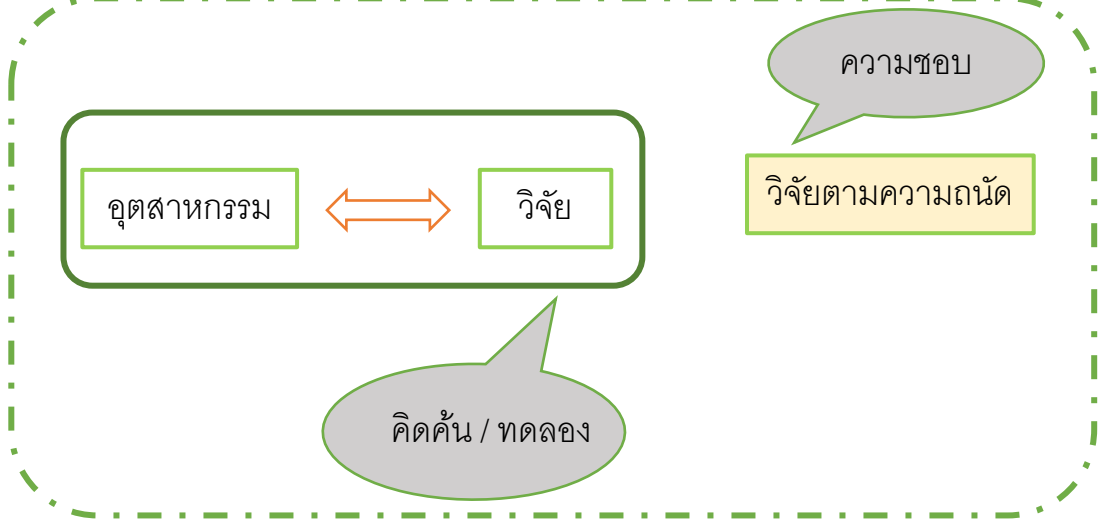 ความชอบ
อุตสาหกรรม
วิจัย
วิจัยตามความถนัด
คิดค้น / ทดลอง